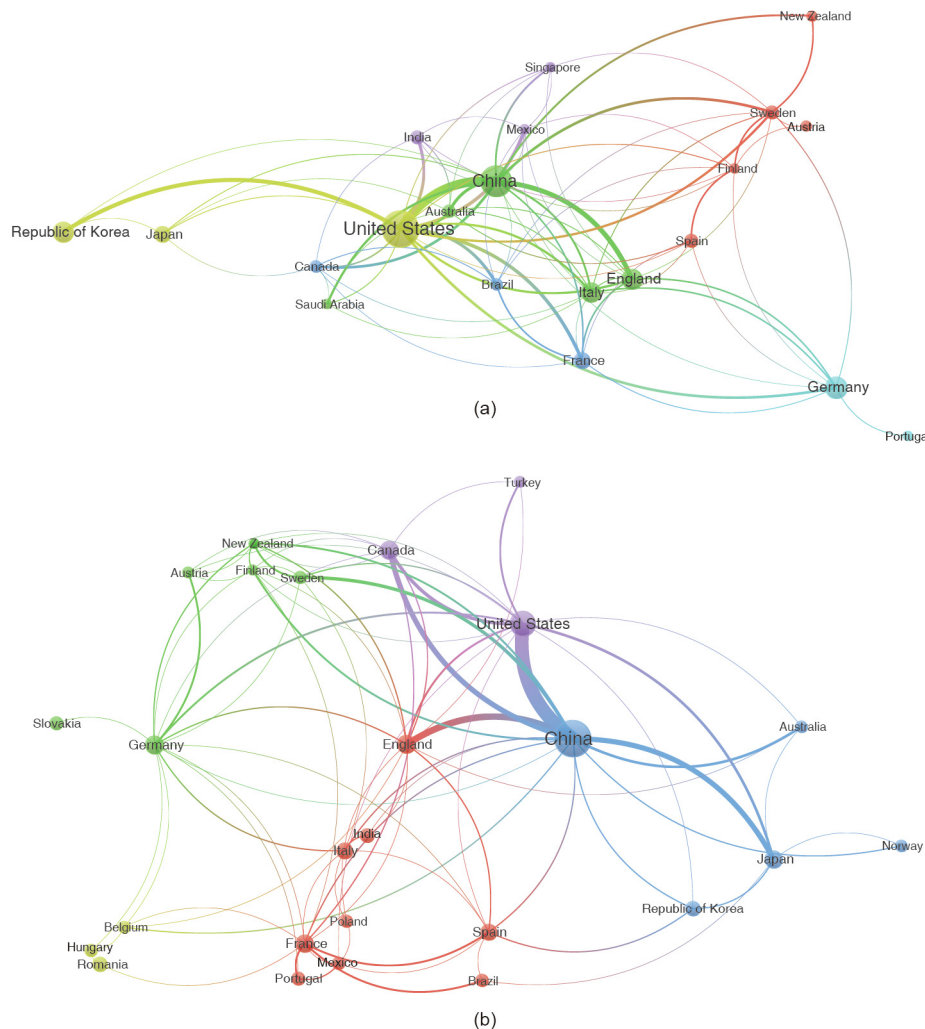 New Zealand
Singapore
Sweden
Mexico
Austria
India
Finland
China
Australia
United States
Republic of Korea
Japan
Spain
Canada
England
Brazil
Italy
Saudi Arabia
France
Germany
(a)
Portuga
Turkey
New Zealand
Canada
Austria
Finland
Sweden
United States
Slovakia
Germany
England
China
Australia
India
Italy
Japan
Norway
Republic of Korea
Belgium
Poland
Spain
France
Hungary
Romania
Mexico
Portugal
Brazil
(b)